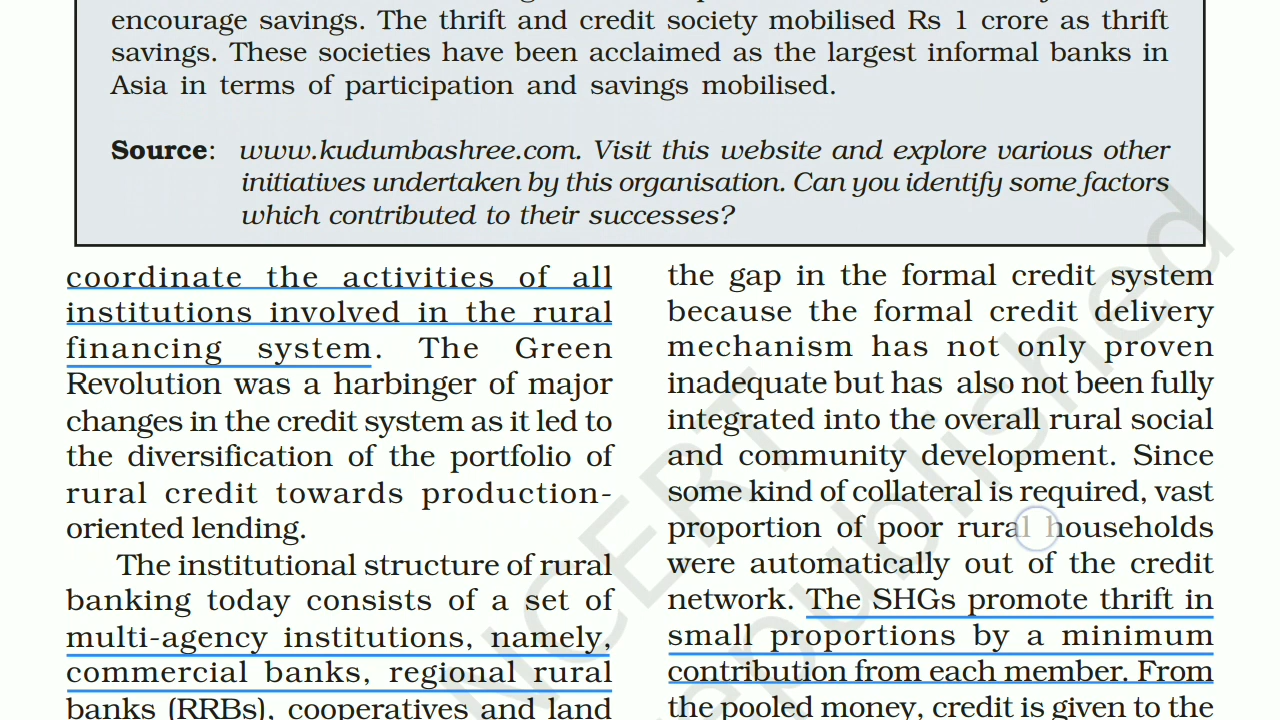 encourage savings. The thrift and credit society mobilised Rs 1 crore as thrift
savings. These societies have been acclaimed as the largest informal banks in
Asia in terms of participation and savings mobilised.
Source: www.kudumbashree.com. Visit this website and explore various other
initiatives undertaken by this organisation. Can you identify some factors
which contributed to their successes?
coordinate the activities of all
institutions involved in the rural
financing system. The Green
Revolution was a harbinger of major
changes in the credit system as it led to
the diversification of the portfolio of
rural credit towards production-
oriented lending.
The institutional structure of rural
banking today consists of a set of
multi-agency institutions, namely,
commercial banks, regional rural
banks (RRBs), cooperatives and land
the gap in the formal credit system
because the formal credit delivery
mechanism has not only proven
inadequate but has also not been fully
integrated into the overall rural social
and community development. Since
some kind of collateral is required, vast
proportion of poor rural households
were automatically out of the credit
network. The SHGs promote thrift in
small proportions by a minimum
contribution from each member. From
the pooled money, credit is given to the
NCERT
republished